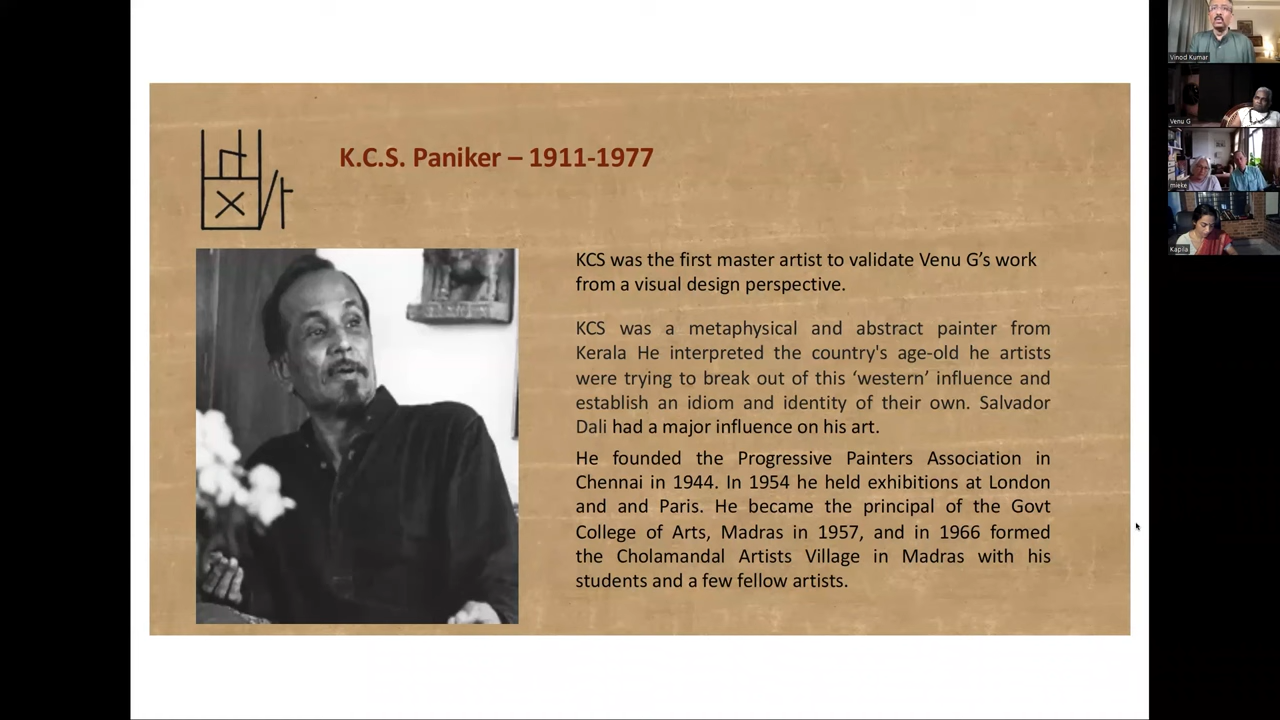 K.C.S. Paniker – 1911-1977
KCS was the first master artist to validate Venu G’s work
from a visual design perspective.
KCS was a metaphysical and abstract painter from
Kerala He interpreted the country's age-old he artists
were trying to break out of this ‘western’ influence and
establish an idiom and identity of their own. Salvador
Dali had a major influence on his art.
He founded the Progressive Painters Association in
Chennai in 1944. In 1954 he held exhibitions at London
and and Paris. He became the principal of the Govt
College of Arts, Madras in 1957, and in 1966 formed
the Cholamandal Artists Village in Madras with his
students and a few fellow artists.
Vinod Kumar
Venu G
mieke
Kapila